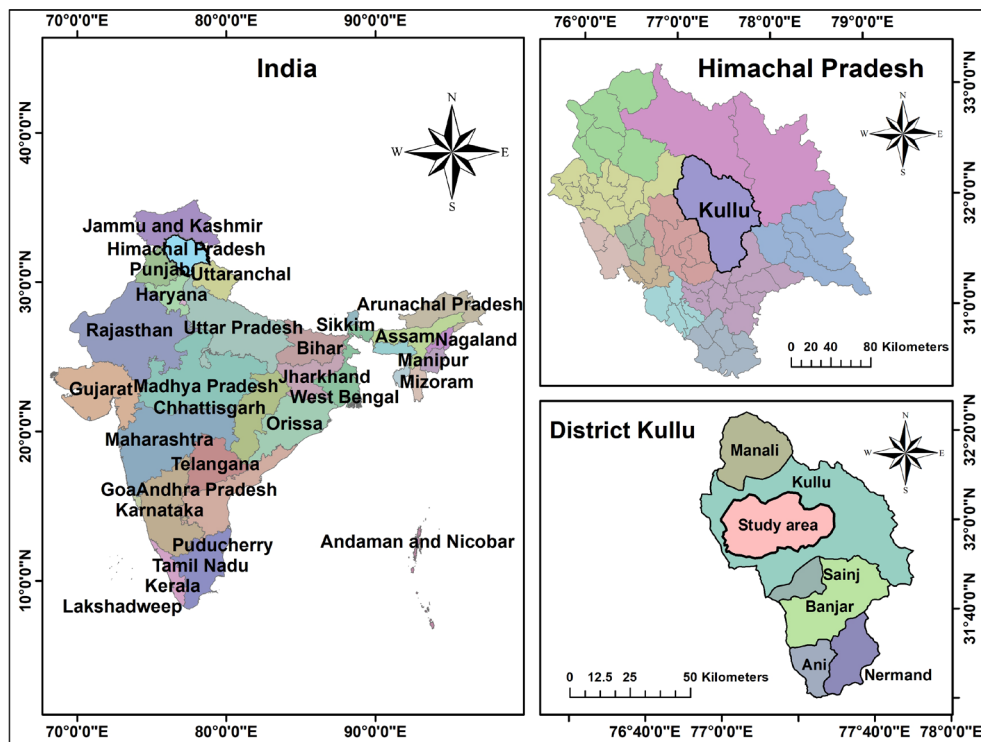 70°0'0"E 80°0'0"E 90°0'0"E
India
N
W E
S
40°0'0"N
30°0'0"N
20°0'0"N
10°0'0"N
Jammu and Kashmir
Himachal Pradesh
Punjab
Uttaranchal
Haryana
Arunachal Pradesh
Rajasthan
Uttar Pradesh
Sikkim
Assam
Nagaland
Bihar
Manipur
Gujarat
Madhya Pradesh
Jharkhand
Mizoram
Chhattisgarh
West Bengal
Orissa
Maharashtra
Telangana
Goa
Andhra Pradesh
Karnataka
Puducherry
Andaman and Nicobar
Tamil Nadu
Kerala
Lakshadweep
70°0'0"E 80°0'0"E 90°0'0"E
76°0'0"E 77°0'0"E 78°0'0"E 79°0'0"E
Himachal Pradesh
N
W E
S
33°0'0"N
32°0'0"N
31°0'0"N
Kullu
0 20 40 80 Kilometers
District Kullu
N
W E
S
32°20'0"N
32°0'0"N
31°40'0"N
Manali
Kullu
Study area
Sainj
Banjar
Ani
Nermand
0 12.5 25 50 Kilometers
76°40'0"E 77°0'0"E 77°40'0"E 78°0'0"E